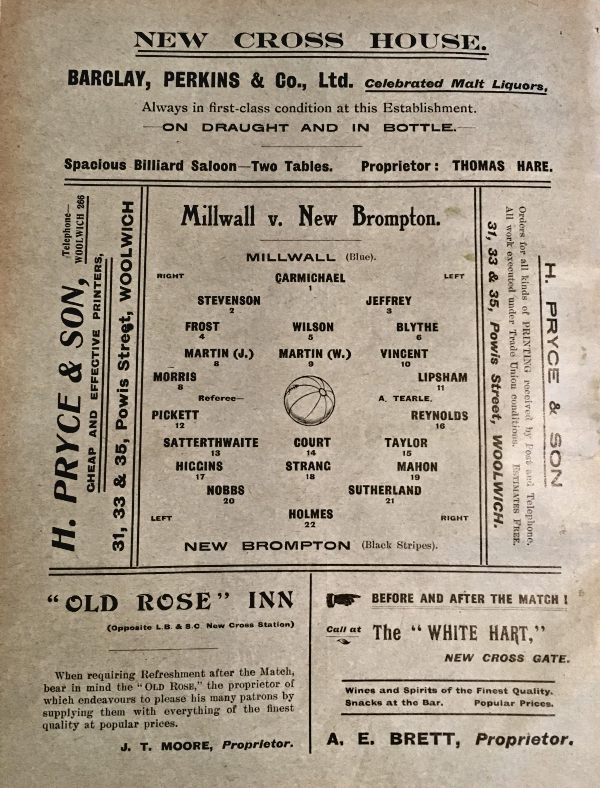 NEW CROSS HOUSE.
BARCLAY, PERKINS & Co., Ltd. Celebrated Malt Liquors,
Always in first-class condition at this Establishment.
—ON DRAUGHT AND IN BOTTLE.—
Spacious Billiard Saloon—Two Tables. Proprietor: THOMAS HARE.
H. PRYCE & SON,
Telephone—
WOOLWICH 266
CHEAP AND EFFECTIVE PRINTERS,
31, 33 & 35, Powis Street, WOOLWICH
Millwall v. New Brompton.
MILLWALL (Blue).
RIGHT LEFT
CARMICHAEL
1
STEVENSON JEFFREY
2 3
FROST WILSON BLYTHE
4 5 6
MARTIN (J.) MARTIN (W.) VINCENT
8 9 10
MORRIS LIPSHAM
8 11
Referee— A. TEARLE.
PICKETT REYNOLDS
12 16
SATTERTHWAITE COURT TAYLOR
13 14 15
HIGGINS STRANG MAHON
17 18 19
NOBBS SUTHERLAND
20 21
HOLMES
22
LEFT RIGHT
NEW BROMPTON (Black Stripes).
H. PRYCE & SON
Orders for all kinds of PRINTING received by Post and Telephone.
All work executed under Trade Union conditions. ESTIMATES FREE.
31, 33 & 35, Powis Street, WOOLWICH.
"OLD ROSE" INN
(Opposite L.B. & S.C. New Cross Station)
When requiring Refreshment after the Match,
bear in mind the "OLD ROSE," the proprietor of
which endeavours to please his many patrons by
supplying them with everything of the finest
quality at popular prices.
J. T. MOORE, Proprietor.
BEFORE AND AFTER THE MATCH!
Call at The "WHITE HART,"
NEW CROSS GATE.
Wines and Spirits of the Finest Quality.
Snacks at the Bar. Popular Prices.
A. E. BRETT, Proprietor.